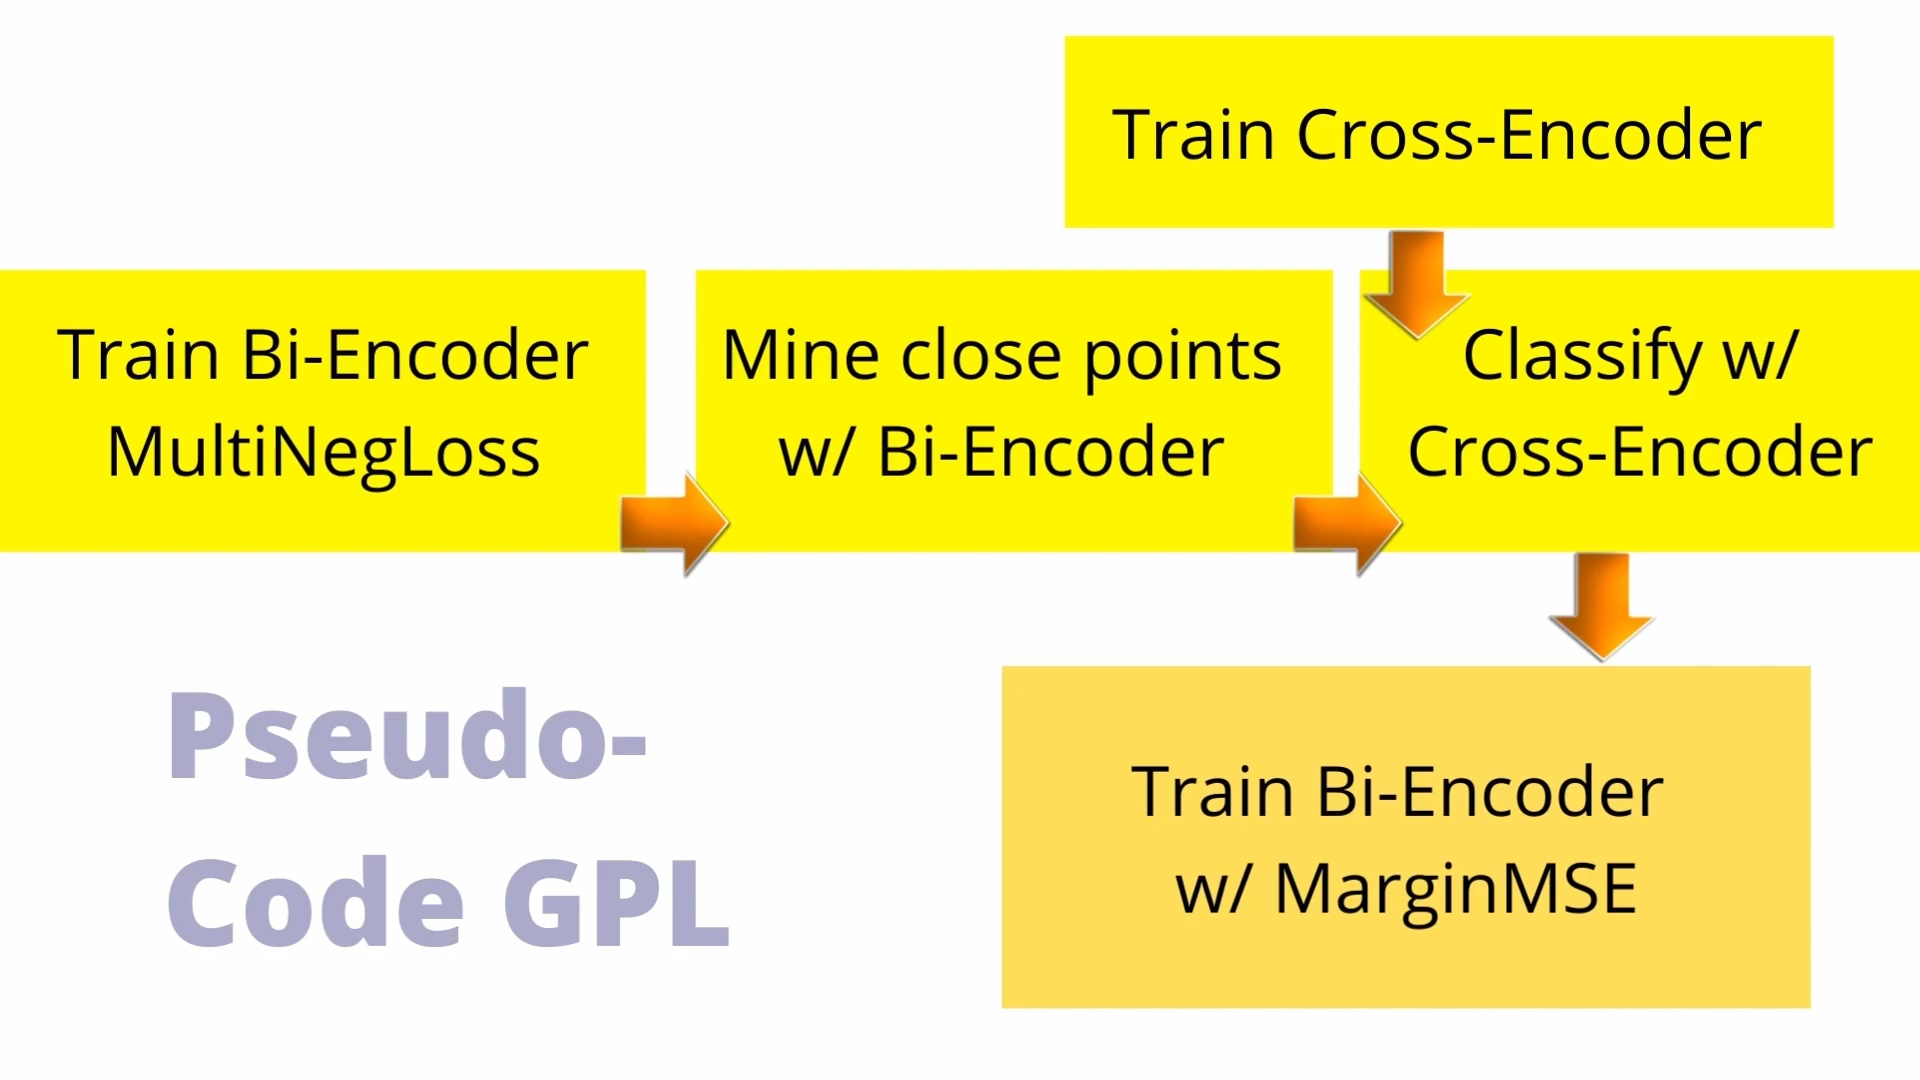 Train Cross-Encoder
Train Bi-Encoder
MultiNegLoss
Mine close points
w/ Bi-Encoder
Classify w/
Cross-Encoder
Train Bi-Encoder
w/ MarginMSE
Pseudo-
Code GPL